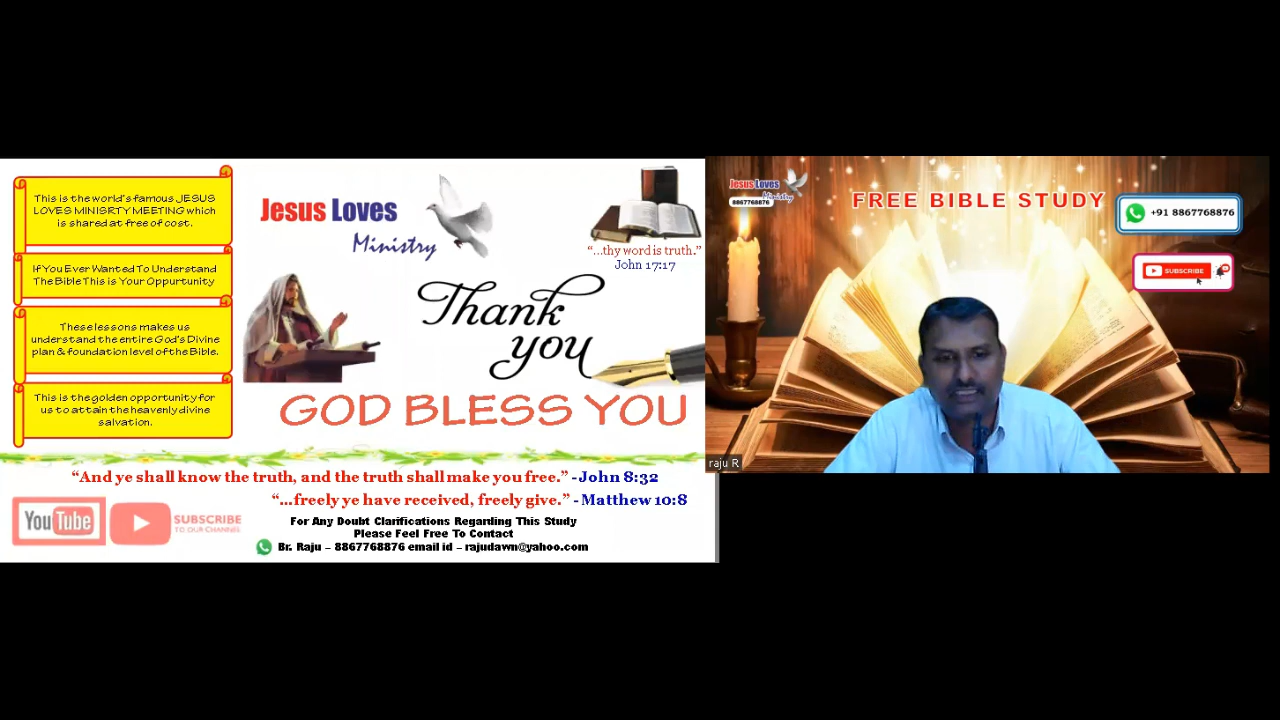 This is the world's famous JESUS
LOVES MINISRTY MEETING which
is shared at free of cost.
If You Ever Wanted To Understand
The Bible This is Your Oppurtunity
These lessons makes us
understand the entire God's Divine
plan & foundation level of the Bible.
This is the golden opportunity for
us to attain the heavenly divine
salvation.
Jesus Loves
Ministry
“...thy word is truth.”
John 17:17
Thank
you
GOD BLESS YOU
“And ye shall know the truth, and the truth shall make you free.” - John 8:32
“...freely ye have received, freely give.” - Matthew 10:8
YouTube
SUBSCRIBE
TO OUR CHANNEL
For Any Doubt Clarifications Regarding This Study
Please Feel Free To Contact
Br. Raju – 8867768876 email id – rajudawn@yahoo.com
Jesus Loves
Ministry
8867768876
FREE BIBLE STUDY
+91 8867768876
SUBSCRIBE
raju R